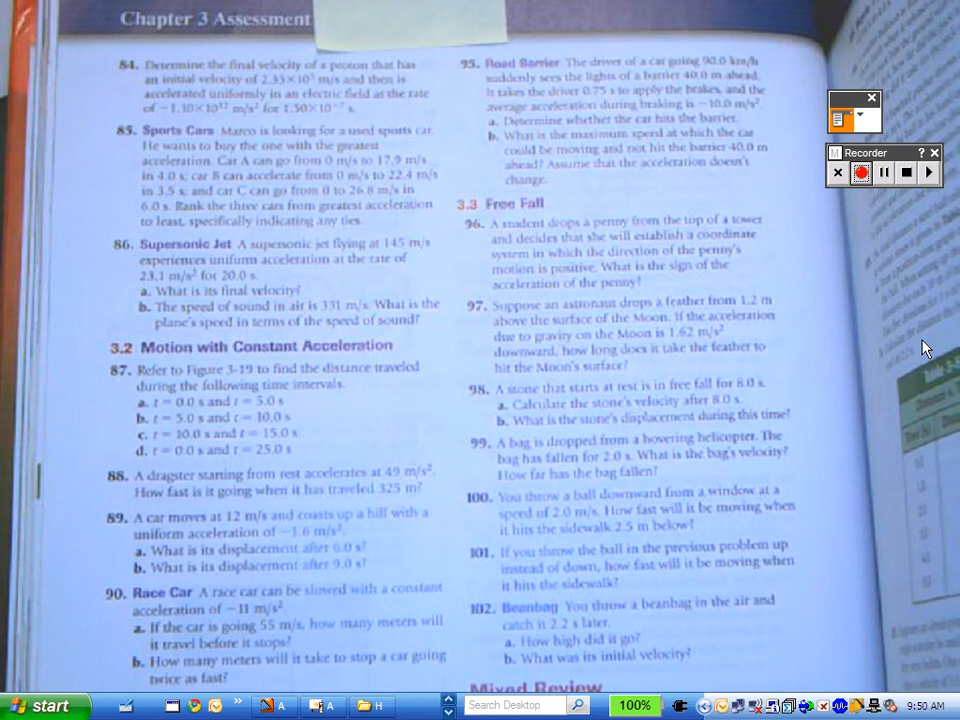 Chapter 3 Assessment
84. Determine the final velocity of a proton that has
an initial velocity of 2.35×10⁵ m/s and then is
accelerated uniformly in an electric field at the rate
of −1.10×10¹² m/s² for 1.50×10⁻⁷ s.
85. Sports Cars Marco is looking for a used sports car.
He wants to buy the one with the greatest
acceleration. Car A can go from 0 m/s to 17.9 m/s
in 4.0 s; car B can accelerate from 0 m/s to 22.4 m/s
in 3.5 s; and car C can go from 0 to 26.8 m/s in
6.0 s. Rank the three cars from greatest acceleration
to least, specifically indicating any ties.
86. Supersonic Jet A supersonic jet flying at 145 m/s
experiences uniform acceleration at the rate of
23.1 m/s² for 20.0 s.
a. What is its final velocity?
b. The speed of sound in air is 331 m/s. What is the
plane's speed in terms of the speed of sound?
3.2 Motion with Constant Acceleration
87. Refer to Figure 3-19 to find the distance traveled
during the following time intervals.
a. t = 0.0 s and t = 5.0 s
b. t = 5.0 s and t = 10.0 s
c. t = 10.0 s and t = 15.0 s
d. t = 0.0 s and t = 25.0 s
88. A dragster starting from rest accelerates at 49 m/s².
How fast is it going when it has traveled 325 m?
89. A car moves at 12 m/s and coasts up a hill with a
uniform acceleration of −1.6 m/s².
a. What is its displacement after 6.0 s?
b. What is its displacement after 9.0 s?
90. Race Car A race car can be slowed with a constant
acceleration of −11 m/s².
a. If the car is going 55 m/s, how many meters will
it travel before it stops?
b. How many meters will it take to stop a car going
twice as fast?
95. Road Barrier The driver of a car going 90.0 km/h
suddenly sees the lights of a barrier 40.0 m ahead.
It takes the driver 0.75 s to apply the brakes, and the
average acceleration during braking is −10.0 m/s².
a. Determine whether the car hits the barrier.
b. What is the maximum speed at which the car
could be moving and not hit the barrier 40.0 m
ahead? Assume that the acceleration doesn't
change.
3.3 Free Fall
96. A student drops a penny from the top of a tower
and decides that she will establish a coordinate
system in which the direction of the penny's
motion is positive. What is the sign of the
acceleration of the penny?
97. Suppose an astronaut drops a feather from 1.2 m
above the surface of the Moon. If the acceleration
due to gravity on the Moon is 1.62 m/s²
downward, how long does it take the feather to
hit the Moon's surface?
98. A stone that starts at rest is in free fall for 8.0 s.
a. Calculate the stone's velocity after 8.0 s.
b. What is the stone's displacement during this time?
99. A bag is dropped from a hovering helicopter. The
bag has fallen for 2.0 s. What is the bag's velocity?
How far has the bag fallen?
100. You throw a ball downward from a window at a
speed of 2.0 m/s. How fast will it be moving when
it hits the sidewalk 2.5 m below?
101. If you throw the ball in the previous problem up
instead of down, how fast will it be moving when
it hits the sidewalk?
102. Beanbag You throw a beanbag in the air and
catch it 2.2 s later.
a. How high did it go?
b. What was its initial velocity?
Mixed Review
Recorder
start
A
A
H
Search Desktop
100%
9:50 AM